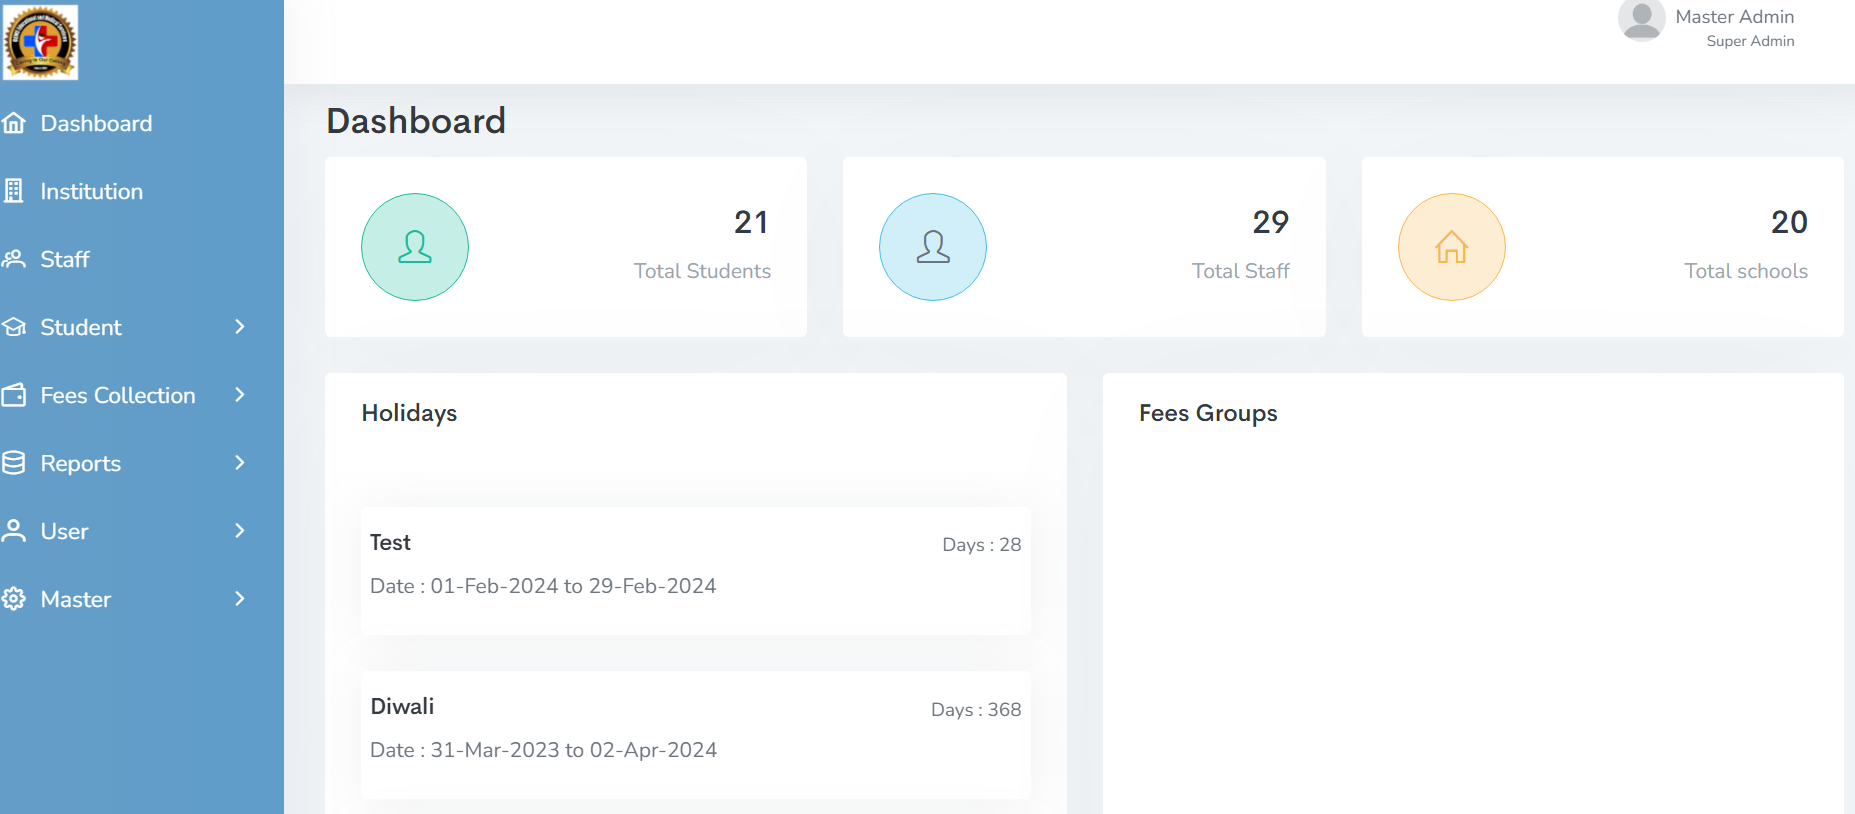 Master Admin
Super Admin
Dashboard
Institution
Staff
Student
Fees Collection
Reports
User
Master
Dashboard
21
Total Students
29
Total Staff
20
Total schools
Holidays
Test
Days : 28
Date : 01-Feb-2024 to 29-Feb-2024
Diwali
Days : 368
Date : 31-Mar-2023 to 02-Apr-2024
Fees Groups